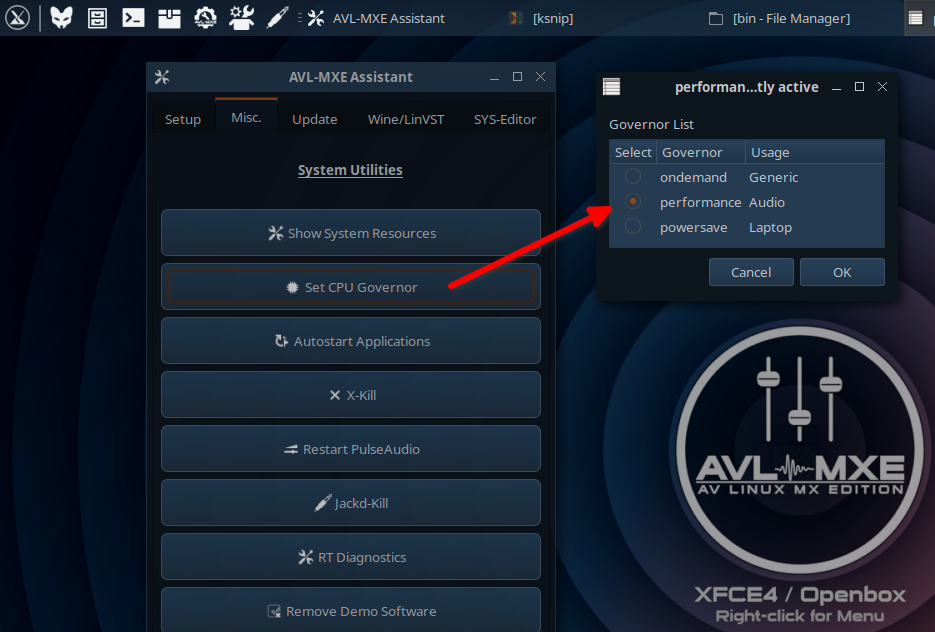 AVL-MXE Assistant
[ksnip]
[bin - File Manager]
AVL-MXE Assistant
Setup
Misc.
Update
Wine/LinVST
SYS-Editor
System Utilities
Show System Resources
Set CPU Governor
Autostart Applications
X-Kill
Restart PulseAudio
Jackd-Kill
RT Diagnostics
Remove Demo Software
performan...tly active
Governor List
Select Governor Usage
ondemand Generic
performance Audio
powersave Laptop
Cancel
OK
AVL MXE
AV LINUX MX EDITION
XFCE4 / Openbox
Right-click for Menu